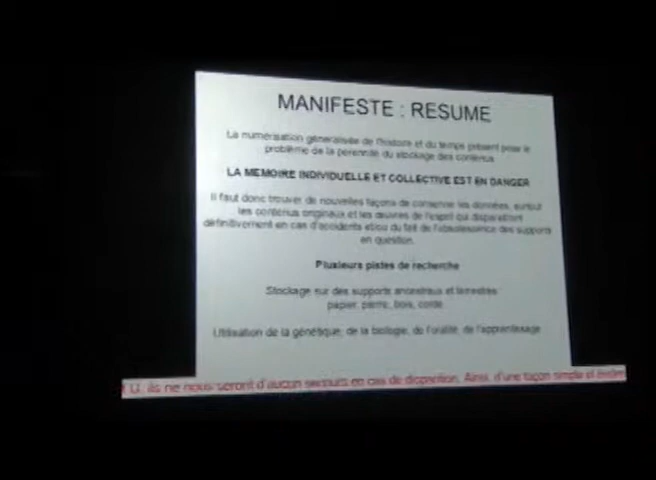 MANIFESTE : RESUME
La numérisation généralisée de l'histoire et du temps présent pose le
problème de la pérennité du stockage des contenus
LA MEMOIRE INDIVIDUELLE ET COLLECTIVE EST EN DANGER
Il faut donc trouver de nouvelles façons de conserver les données, surtout
les contenus originaux et les œuvres de l'esprit qui disparaitront
définitivement en cas d'accidents et/ou du fait de l'obsolescence des supports
en question.
Plusieurs pistes de recherche
Stockage sur des supports ancestraux et terrestres
papier, pierre, bois, corde
Utilisation de la génétique, de la biologie, de l'oralité, de l'apprentissage
U. ils ne nous seront d'aucun secours en cas de disparition. Ainsi, d'une façon simple et